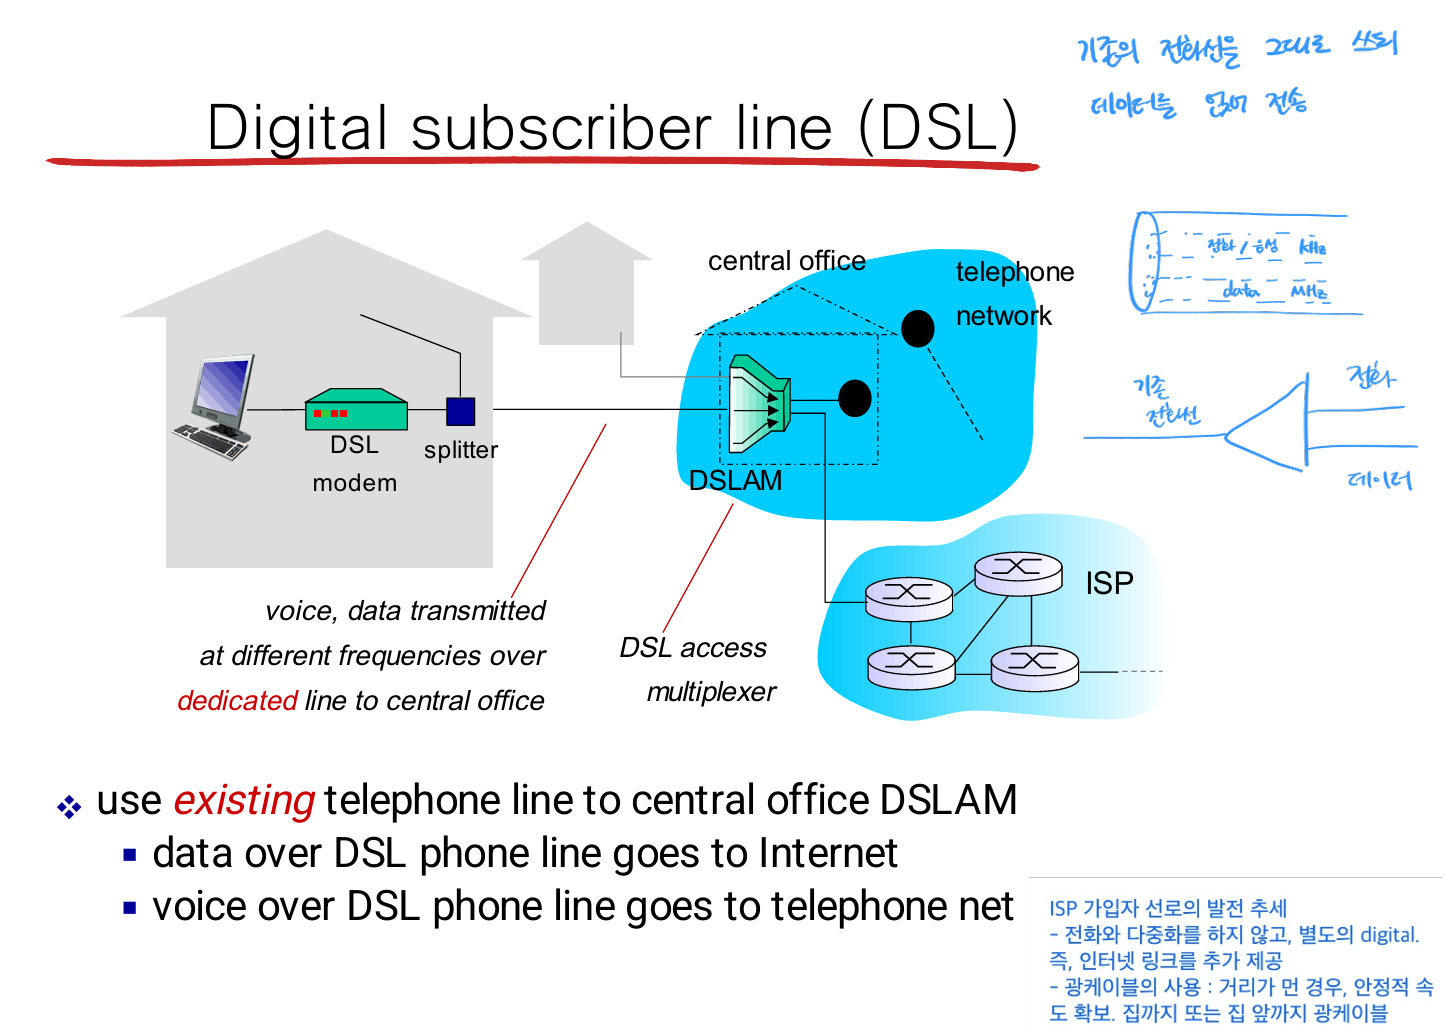 기존의 전화선을 그대로 쓰되
데이터를 얹어 전송
Digital subscriber line (DSL)
central office
telephone
network
DSL
modem
splitter
DSLAM
ISP
voice, data transmitted
at different frequencies over
dedicated line to central office
DSL access
multiplexer
전화/음성 kHz
data MHz
기존
전화선
전화
데이터
❖ use existing telephone line to central office DSLAM
▪ data over DSL phone line goes to Internet
▪ voice over DSL phone line goes to telephone net
ISP 가입자 선로의 발전 추세
- 전화와 다중화를 하지 않고, 별도의 digital.
즉, 인터넷 링크를 추가 제공
- 광케이블의 사용 : 거리가 먼 경우, 안정적 속
도 확보. 집까지 또는 집 앞까지 광케이블